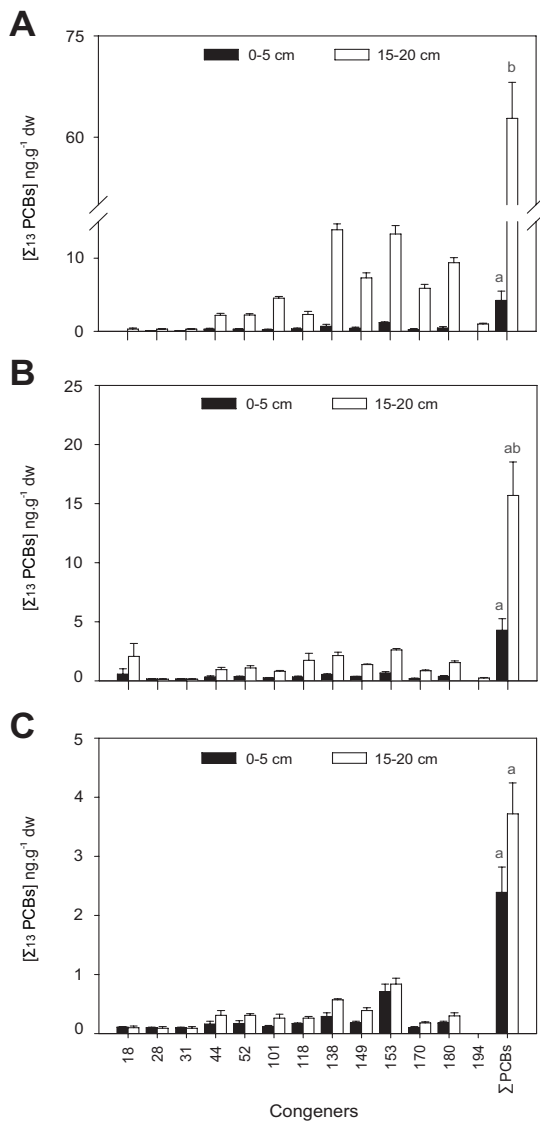 A
75
0-5 cm
15-20 cm
b
60
[Σ13 PCBs] ng.g-1 dw
10
a
0
B
25
0-5 cm
15-20 cm
20
ab
15
[Σ13 PCBs] ng.g-1 dw
10
5
a
0
C
5
0-5 cm
15-20 cm
a
4
[Σ13 PCBs] ng.g-1 dw
3
a
2
1
0
18 28 31 44 52 101 118 138 149 153 170 180 194 ΣPCBs
Congeners